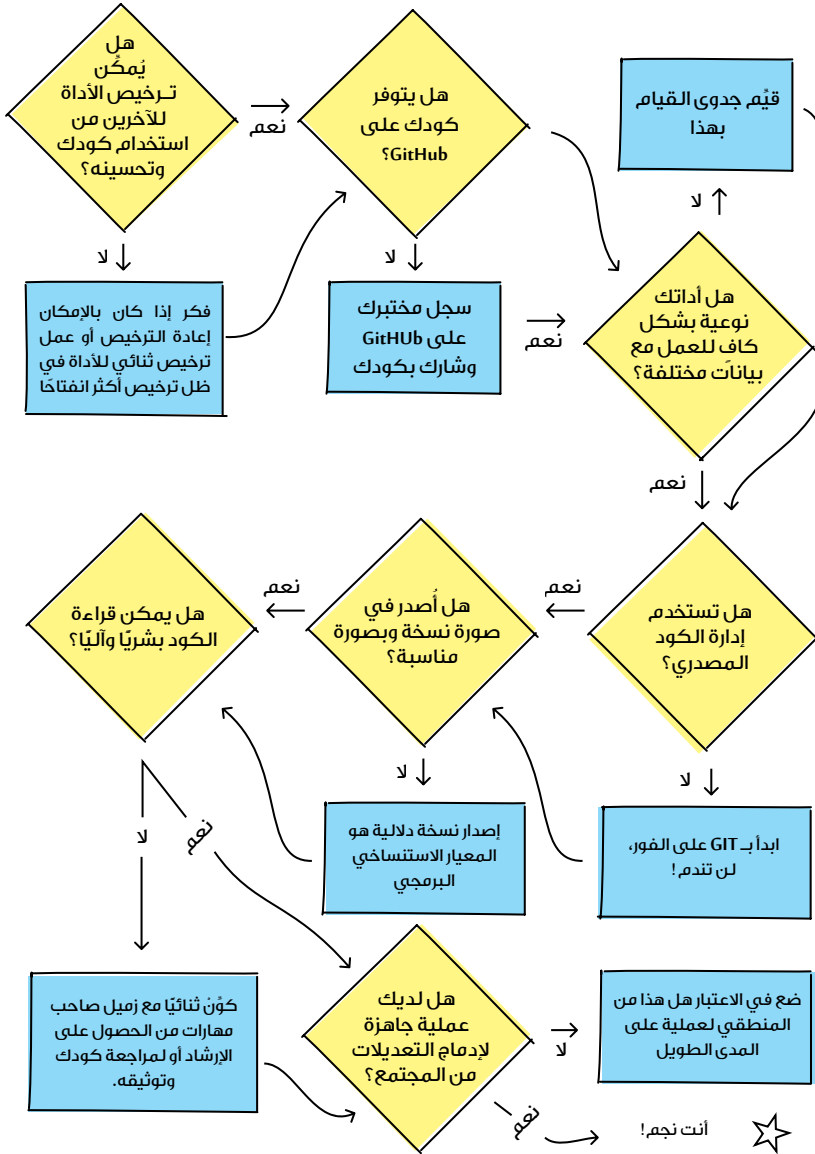 هل
يُمكِّن
ترخيص الأداة
للآخرين من
استخدام كودك
وتحسينه؟
نعم
لا
فكر إذا كان بالإمكان
إعادة الترخيص أو عمل
ترخيص ثنائي للأداة في
ظل ترخيص أكثر انفتاحًا
هل يتوفر
كودك على
GitHub؟
لا
سجل مختبرك
على GitHUb
وشارك بكودك
نعم
قيِّم جدوى القيام
بهذا
لا
هل أداتك
نوعية بشكل
كاف للعمل مع
بيانات مختلفة؟
نعم
هل تستخدم
إدارة الكود
المصدري؟
لا
ابدأ بـ GIT على الفور،
لن تندم!
نعم
هل أُصدر في
صورة نسخة وبصورة
مناسبة؟
لا
إصدار نسخة دلالية هو
المعيار الاستنساخي
البرمجي
نعم
هل يمكن قراءة
الكود بشريًا وآليًا؟
لا
نعم
كوِّن ثنائيًا مع زميل صاحب
مهارات من الحصول على
الإرشاد أو لمراجعة كودك
وتوثيقه.
هل لديك
عملية جاهزة
لإدماج التعديلات
من المجتمع؟
لا
ضع في الاعتبار هل هذا من
المنطقي لعملية على
المدى الطويل
نعم
أنت نجم!